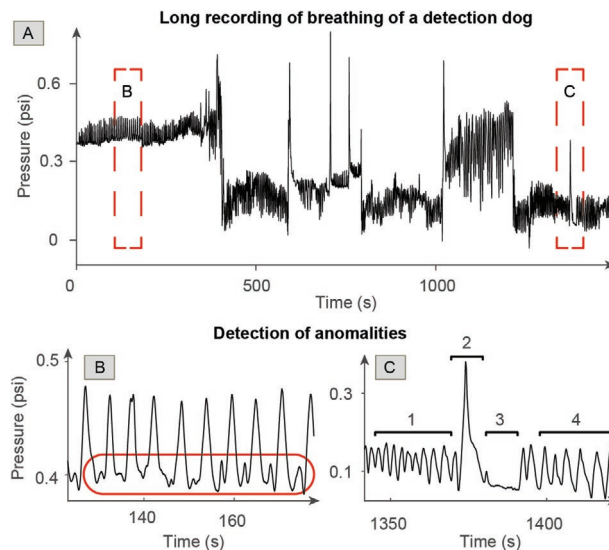 Long recording of breathing of a detection dog
A
Pressure (psi)
0.6
0.3
0
B
C
0
500
1000
Time (s)
Detection of anomalities
B
Pressure (psi)
0.5
0.4
140
160
Time (s)
C
0.3
0.1
1
2
3
4
1350
1400
Time (s)